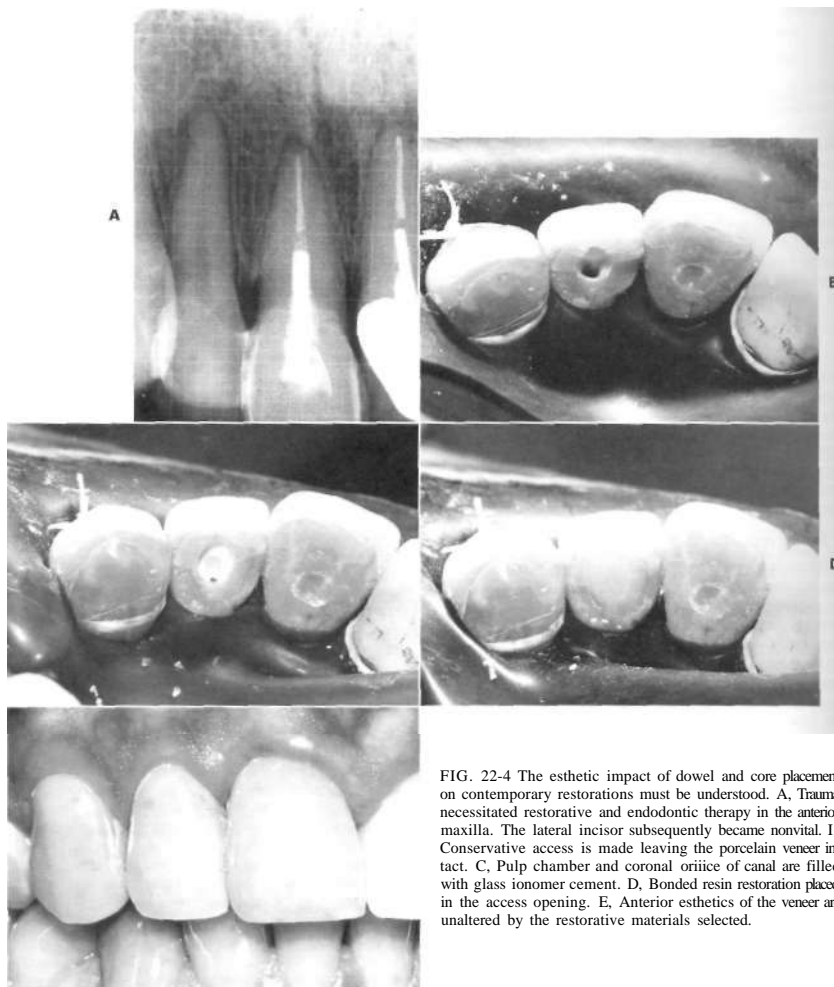 A
E
D
FIG. 22-4 The esthetic impact of dowel and core placemen
on contemporary restorations must be understood. A, Trauma
necessitated restorative and endodontic therapy in the anterio
maxilla. The lateral incisor subsequently became nonvital. I
Conservative access is made leaving the porcelain veneer in
tact. C, Pulp chamber and coronal oriiice of canal are filled
with glass ionomer cement. D, Bonded resin restoration placed
in the access opening. E, Anterior esthetics of the veneer ar
unaltered by the restorative materials selected.